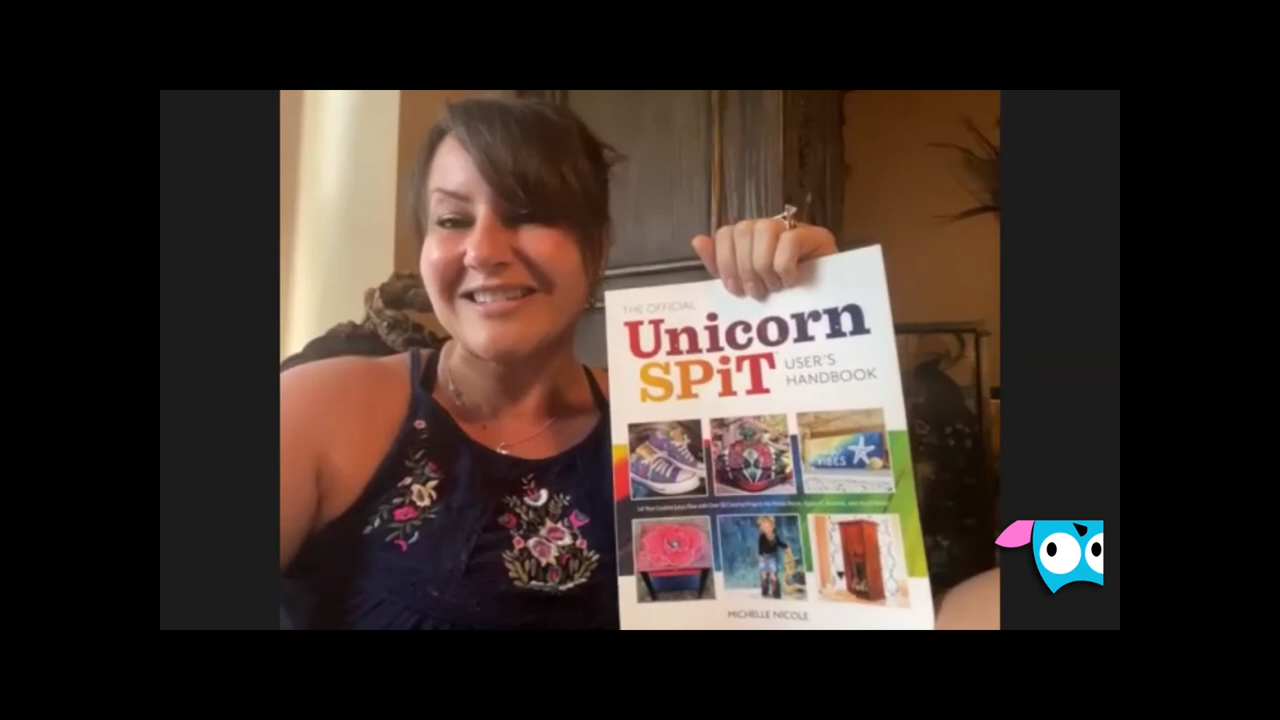 THE OFFICIAL
Unicorn
SPiT
USER'S
HANDBOOK
VIBES
MICHELLE NICOLE